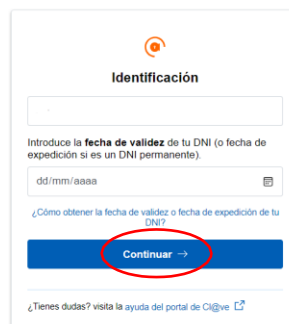 Identificación
Introduce la fecha de validez de tu DNI (o fecha de
expedición si es un DNI permanente).
dd/mm/aaaa
¿Cómo obtener la fecha de validez o fecha de expedición de tu
DNI?
Continuar →
¿Tienes dudas? visita la ayuda del portal de Cl@ve